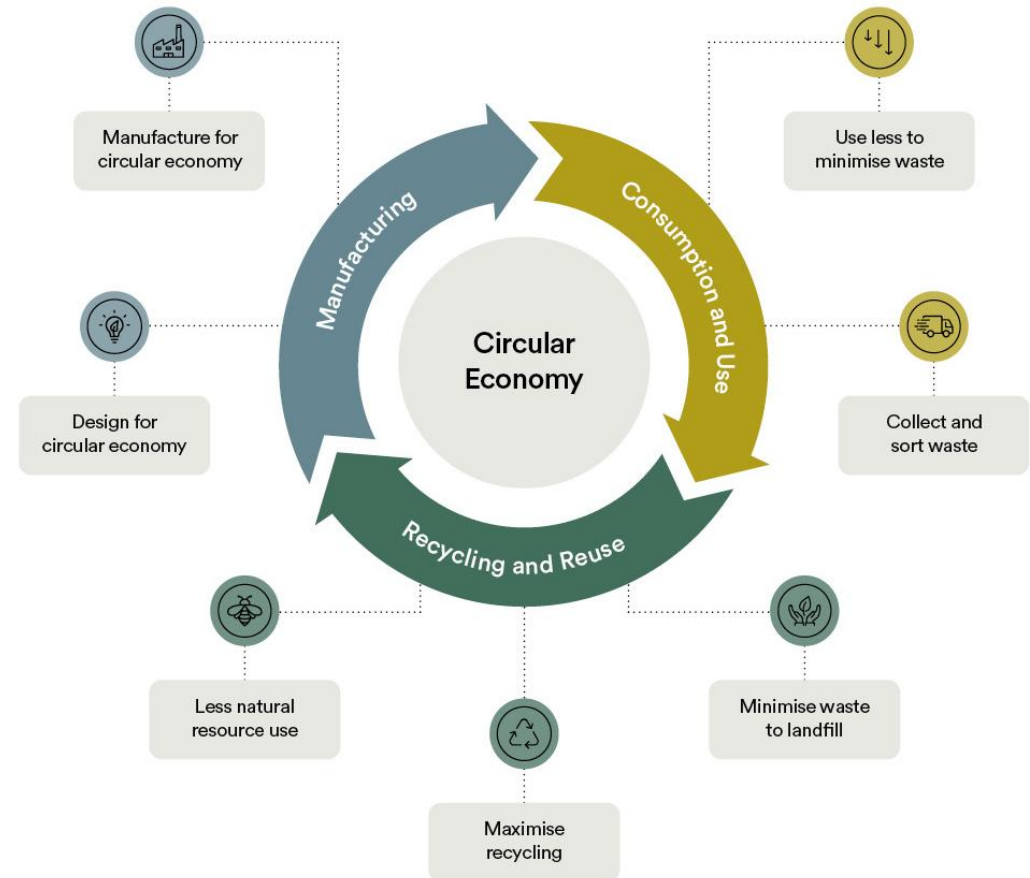 Manufacture for
circular economy
Use less to
minimise waste
Manufacturing
Consumption and Use
Circular
Economy
Design for
circular economy
Collect and
sort waste
Recycling and Reuse
Less natural
resource use
Minimise waste
to landfill
Maximise
recycling